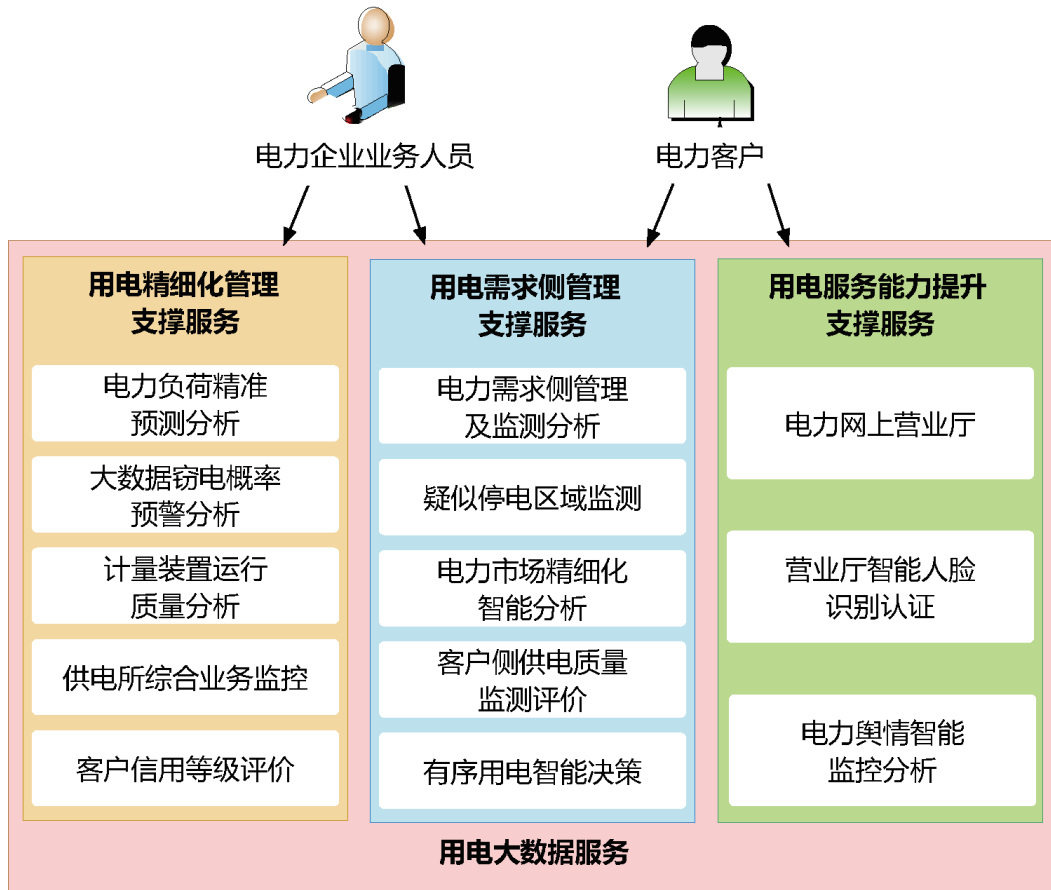 电力企业业务人员
电力客户
用电精细化管理
支撑服务
电力负荷精准
预测分析
大数据窃电概率
预警分析
计量装置运行
质量分析
供电所综合业务监控
客户信用等级评价
用电需求侧管理
支撑服务
电力需求侧管理
及监测分析
疑似停电区域监测
电力市场精细化
智能分析
客户侧供电质量
监测评价
有序用电智能决策
用电服务能力提升
支撑服务
电力网上营业厅
营业厅智能人脸
识别认证
电力舆情智能
监控分析
用电大数据服务